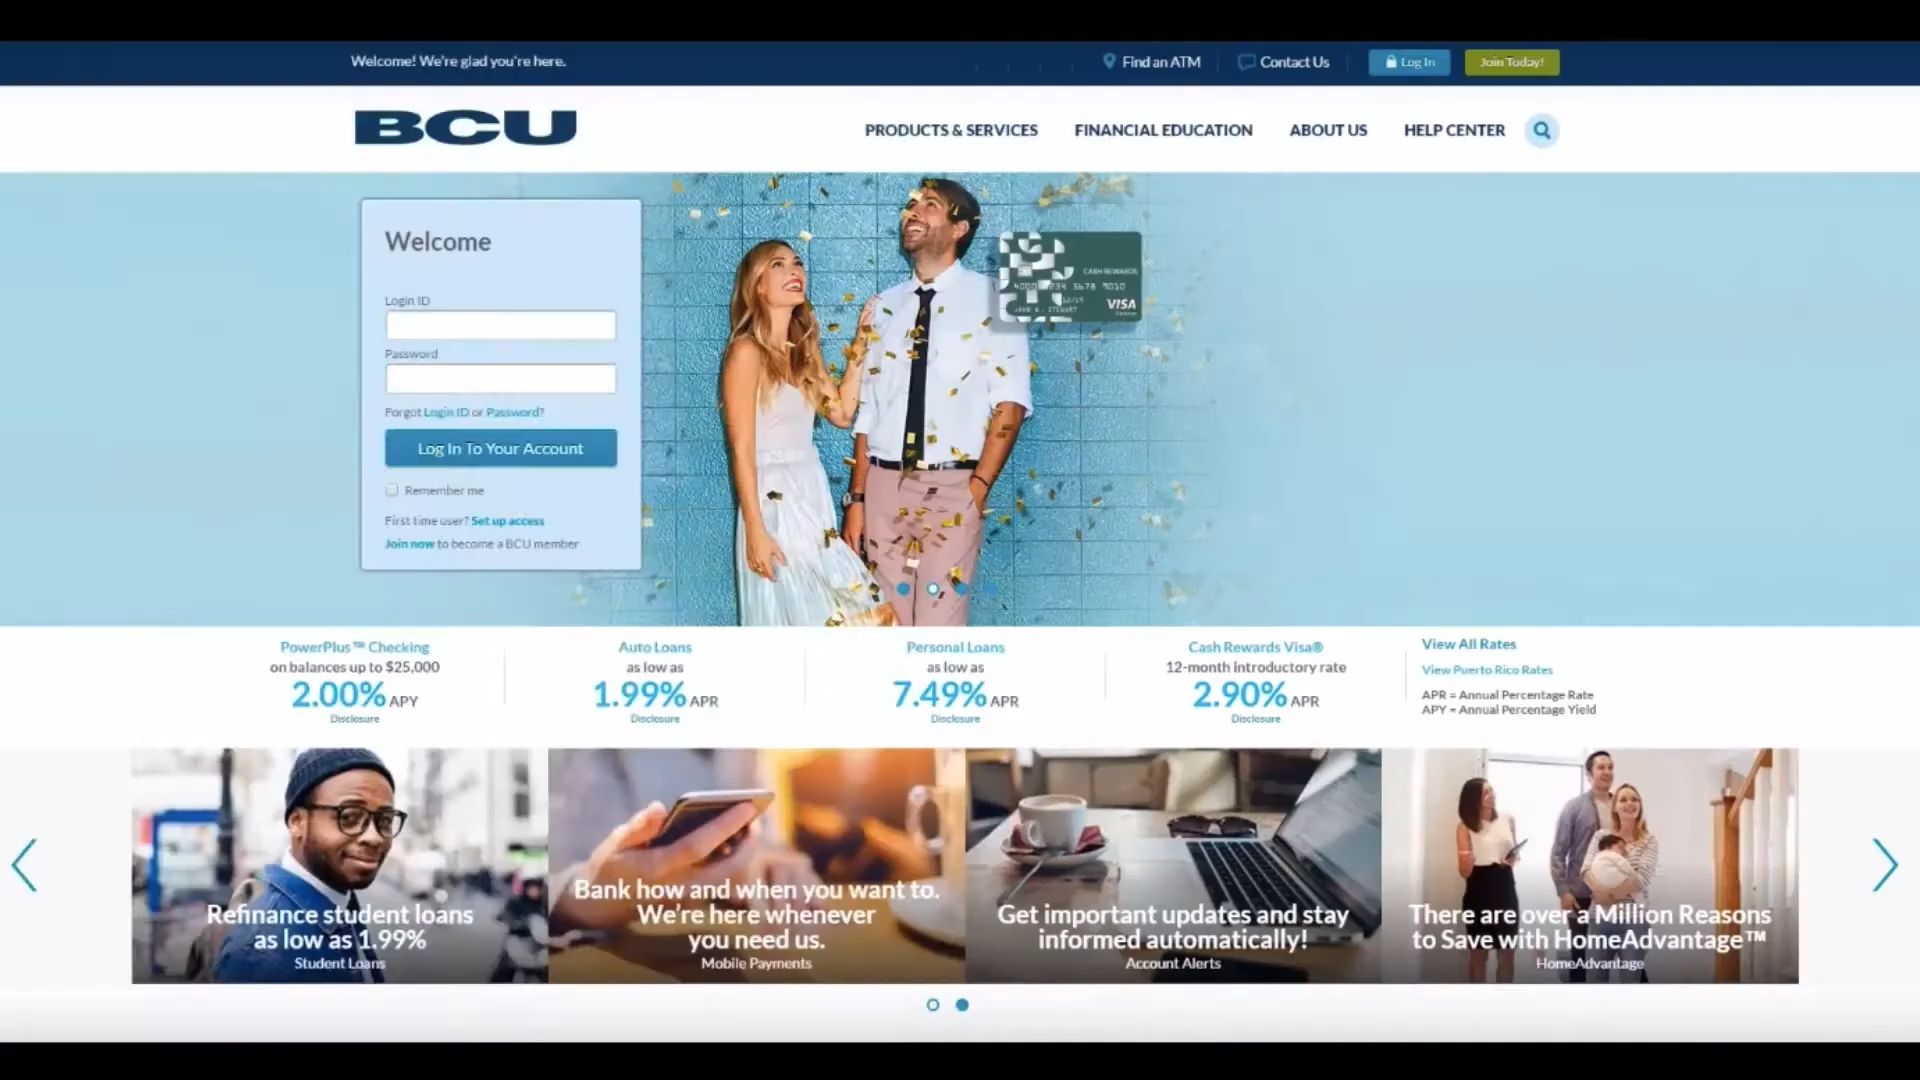 Welcome! We're glad you're here.
Find an ATM
Contact Us
Log In
Join Today!
BCU
PRODUCTS & SERVICES
FINANCIAL EDUCATION
ABOUT US
HELP CENTER
Welcome
Login ID
Password
Forgot Login ID or Password?
Log In To Your Account
Remember me
First time user? Set up access
Join now to become a BCU member
CASH REWARDS
5678 9010
VISA
PowerPlus™ Checking
on balances up to $25,000
2.00% APY
Disclosure
Auto Loans
as low as
1.99% APR
Disclosure
Personal Loans
as low as
7.49% APR
Disclosure
Cash Rewards Visa®
12-month introductory rate
2.90% APR
Disclosure
View All Rates
View Puerto Rico Rates
APR = Annual Percentage Rate
APY = Annual Percentage Yield
Refinance student loans
as low as 1.99%
Student Loans
Bank how and when you want to.
We're here whenever
you need us.
Mobile Payments
Get important updates and stay
informed automatically!
Account Alerts
There are over a Million Reasons
to Save with HomeAdvantage™
HomeAdvantage